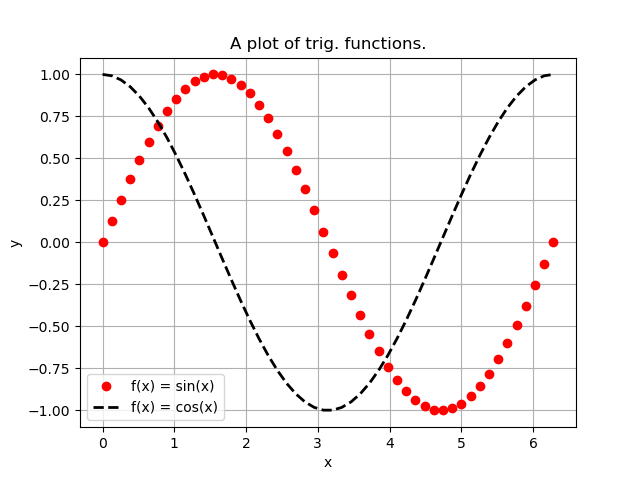 A plot of trig. functions.
1.00
0.75
0.50
0.25
0.00
−0.25
−0.50
−0.75
−1.00
y
f(x) = sin(x)
f(x) = cos(x)
0 1 2 3 4 5 6
x